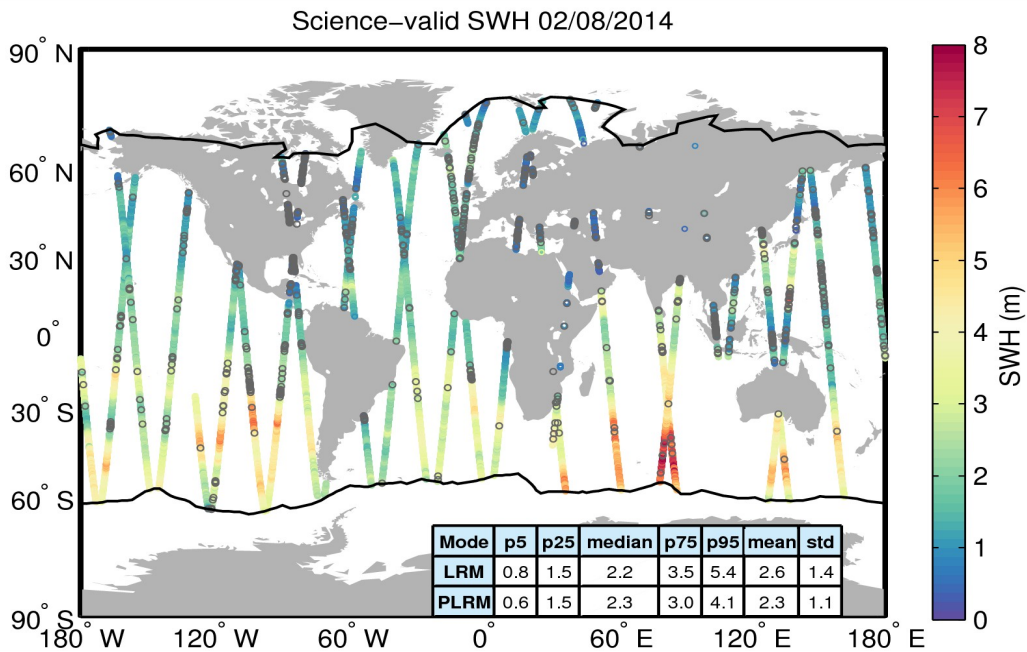 Science−valid SWH 02/08/2014
90° N
60° N
30° N
0°
30° S
60° S
90° S
180° W
120° W
60° W
0°
60° E
120° E
180° E
Mode p5 p25 median p75 p95 mean std
LRM 0.8 1.5 2.2 3.5 5.4 2.6 1.4
PLRM 0.6 1.5 2.3 3.0 4.1 2.3 1.1
8
7
6
5
4
3
2
1
0
SWH (m)